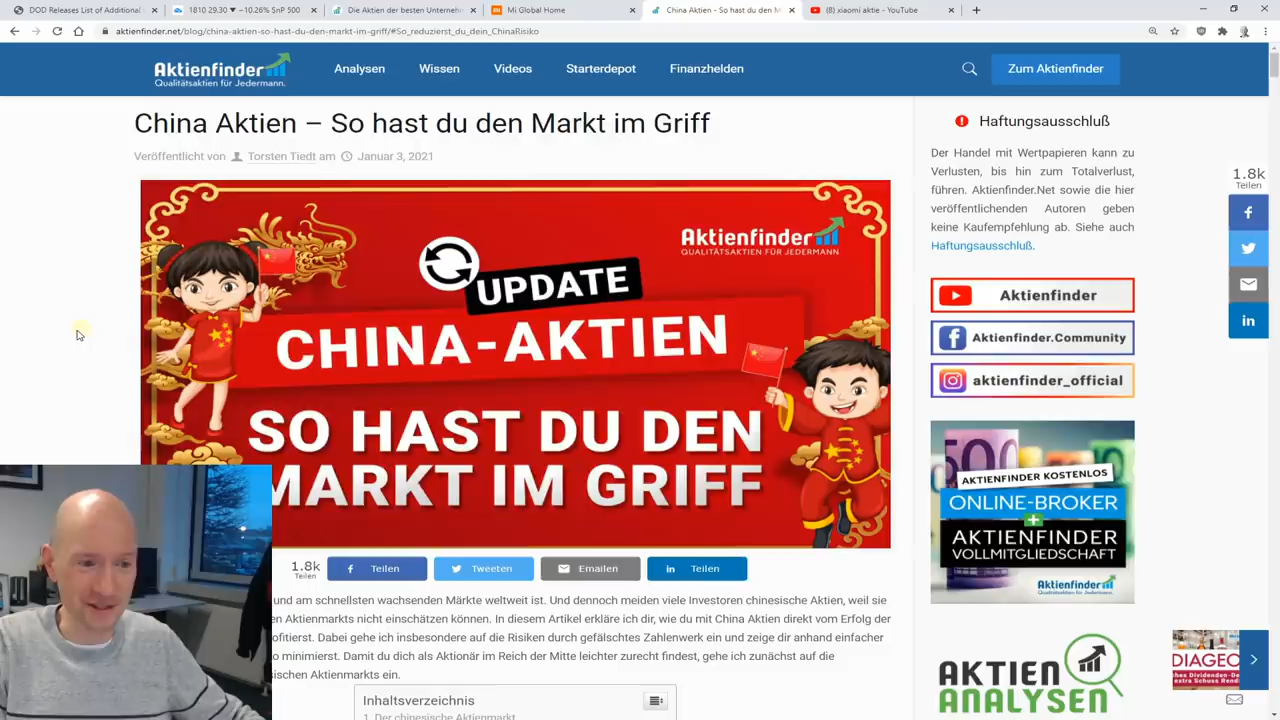 DOD Releases List of Additional
1810 29.30 ▼ −10.26% SnP 500
Die Aktien der besten Unterneh
Mi Global Home
China Aktien - So hast du den M
(8) xiaomi aktie - YouTube
aktienfinder.net/blog/china-aktien-so-hast-du-den-markt-im-griff/#So_reduzierst_du_dein_ChinaRisiko
Aktienfinder
Qualitätsaktien für Jedermann.
Analysen
Wissen
Videos
Starterdepot
Finanzhelden
Zum Aktienfinder
China Aktien – So hast du den Markt im Griff
Veröffentlicht von Torsten Tiedt am Januar 3, 2021
Aktienfinder
QUALITÄTSAKTIEN FÜR JEDERMANN
UPDATE
CHINA-AKTIEN
SO HAST DU DEN
MARKT IM GRIFF
1.8k
Teilen
Teilen
Tweeten
Emailen
Teilen
und am schnellsten wachsenden Märkte weltweit ist. Und dennoch meiden viele Investoren chinesische Aktien, weil sie
en Aktienmarkts nicht einschätzen können. In diesem Artikel erkläre ich dir, wie du mit China Aktien direkt vom Erfolg der
ofitierst. Dabei gehe ich insbesondere auf die Risiken durch gefälschtes Zahlenwerk ein und zeige dir anhand einfacher
o minimierst. Damit du dich als Aktionär im Reich der Mitte leichter zurecht findest, gehe ich zunächst auf die
sischen Aktienmarkts ein.
Inhaltsverzeichnis
1. Der chinesische Aktienmarkt
Haftungsausschluß
Der Handel mit Wertpapieren kann zu
Verlusten, bis hin zum Totalverlust,
führen. Aktienfinder.Net sowie die hier
veröffentlichenden Autoren geben
keine Kaufempfehlung ab. Siehe auch
Haftungsausschluß.
Aktienfinder
Aktienfinder.Community
aktienfinder_official
500
AKTIENFINDER KOSTENLOS
ONLINE-BROKER
+
AKTIENFINDER
VOLLMITGLIEDSCHAFT
Aktienfinder
Qualitätsaktien für Jedermann.
AKTIEN
ANALYSEN
1.8k
Teilen
DIAGEO